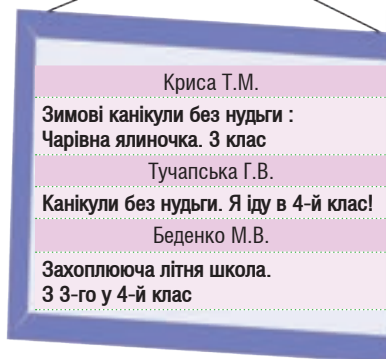 Криса Т.М.
Зимові канікули без нудьги :
Чарівна ялиночка. 3 клас
Тучапська Г.В.
Канікули без нудьги. Я іду в 4-й клас!
Беденко М.В.
Захоплююча літня школа.
З 3-го у 4-й клас